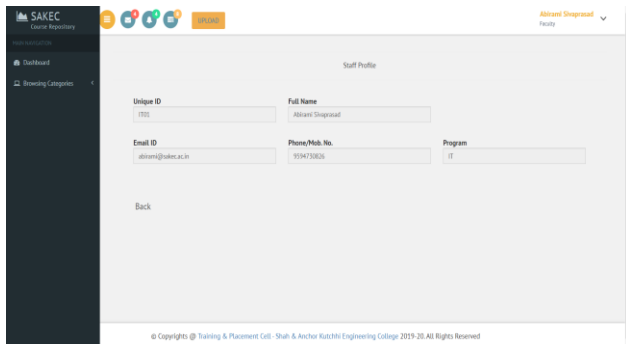 SAKEC
Course Repository
MAIN NAVIGATION
Dashboard
Browsing Categories
UPLOAD
Abirami Sivaprasad
Faculty
Staff Profile
Unique ID
Full Name
IT01
Abirami Sivaprasad
Email ID
Phone/Mob. No.
Program
abirami@sakec.ac.in
9594730826
IT
Back
© Copyrights @ Training & Placement Cell - Shah & Anchor Kutchhi Engineering College 2019-20. All Rights Reserved